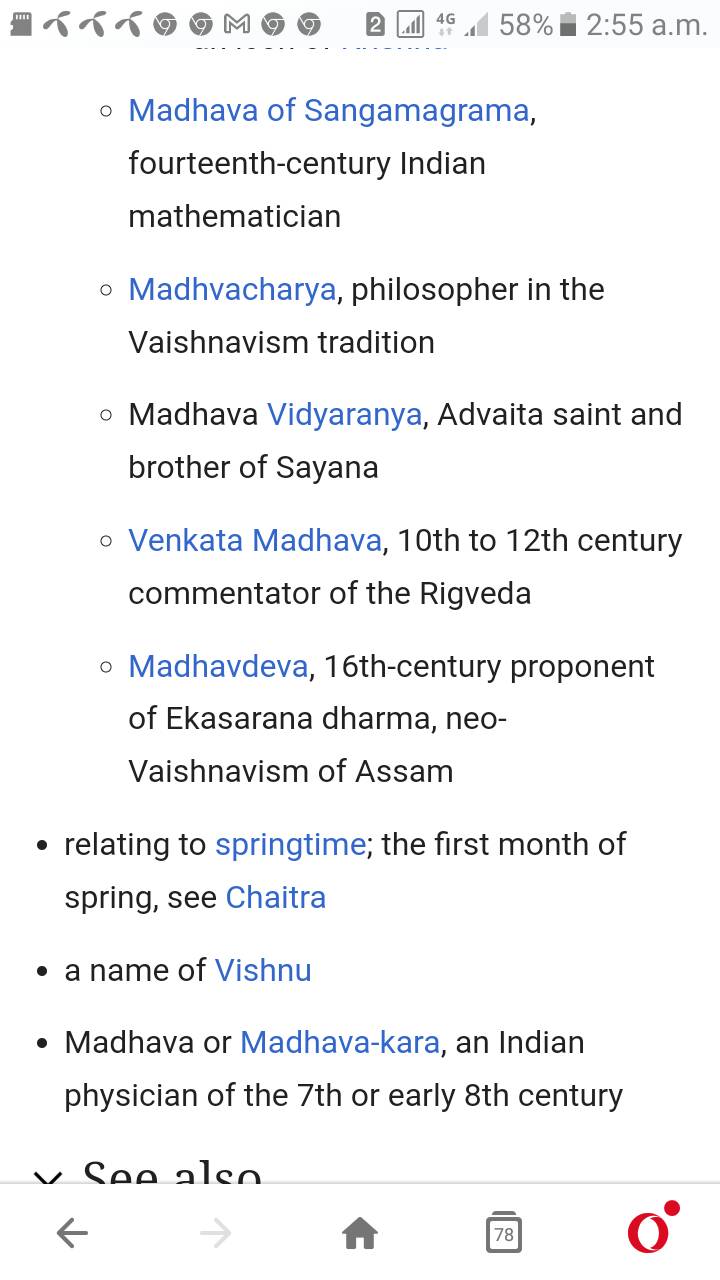 2 4G 58% 2:55 a.m.
Madhava of Sangamagrama,
fourteenth-century Indian
mathematician
Madhvacharya, philosopher in the
Vaishnavism tradition
Madhava Vidyaranya, Advaita saint and
brother of Sayana
Venkata Madhava, 10th to 12th century
commentator of the Rigveda
Madhavdeva, 16th-century proponent
of Ekasarana dharma, neo-
Vaishnavism of Assam
relating to springtime; the first month of
spring, see Chaitra
a name of Vishnu
Madhava or Madhava-kara, an Indian
physician of the 7th or early 8th century
See also
78